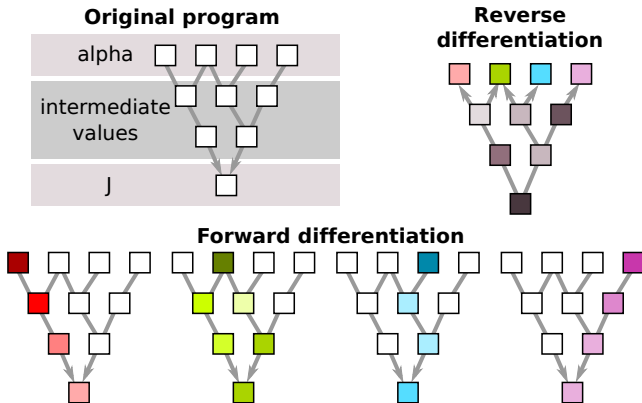 Original program
alpha
intermediate
values
J
Reverse
differentiation
Forward differentiation